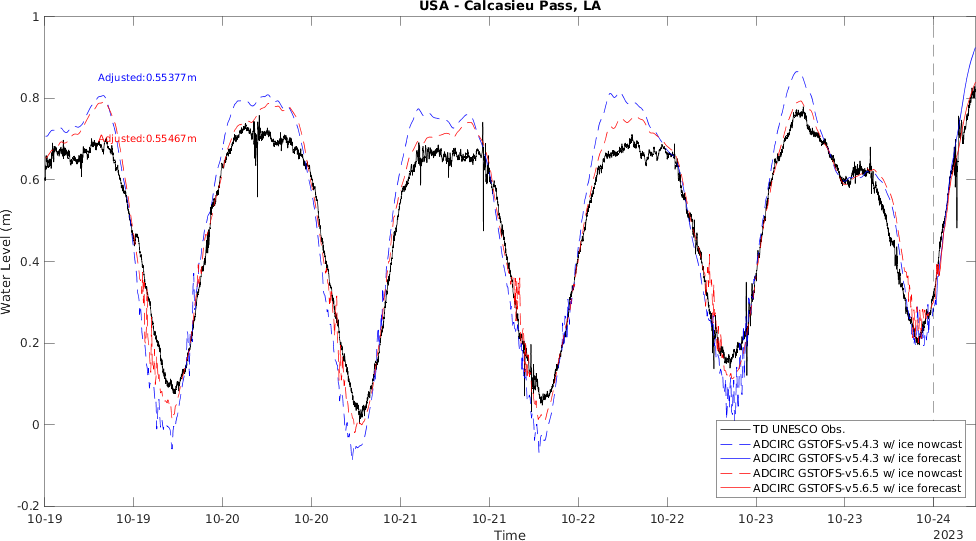 USA - Calcasieu Pass, LA
1
0.8
0.6
0.4
0.2
0
-0.2
Water Level (m)
Adjusted:0.55377m
Adjusted:0.55467m
TD UNESCO Obs.
ADCIRC GSTOFS-v5.4.3 w/ ice nowcast
ADCIRC GSTOFS-v5.4.3 w/ ice forecast
ADCIRC GSTOFS-v5.6.5 w/ ice nowcast
ADCIRC GSTOFS-v5.6.5 w/ ice forecast
10-19 10-19 10-20 10-20 10-21 10-21 10-22 10-22 10-23 10-23 10-24
2023
Time